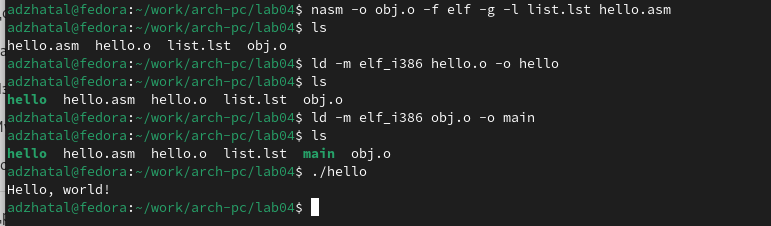 adzhatal@fedora:~/work/arch-pc/lab04$ nasm -o obj.o -f elf -g -l list.lst hello.asm
adzhatal@fedora:~/work/arch-pc/lab04$ ls
hello.asm  hello.o  list.lst  obj.o
adzhatal@fedora:~/work/arch-pc/lab04$ ld -m elf_i386 hello.o -o hello
adzhatal@fedora:~/work/arch-pc/lab04$ ls
hello  hello.asm  hello.o  list.lst  obj.o
adzhatal@fedora:~/work/arch-pc/lab04$ ld -m elf_i386 obj.o -o main
adzhatal@fedora:~/work/arch-pc/lab04$ ls
hello  hello.asm  hello.o  list.lst  main  obj.o
adzhatal@fedora:~/work/arch-pc/lab04$ ./hello
Hello, world!
adzhatal@fedora:~/work/arch-pc/lab04$